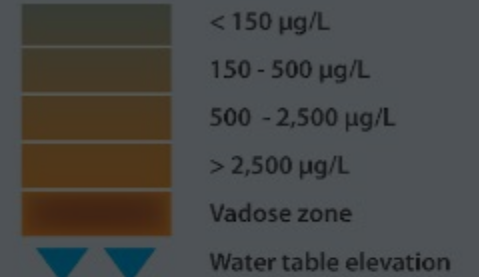 < 150 µg/L
150 - 500 µg/L
500  - 2,500 µg/L
> 2,500 µg/L
Vadose zone
Water table elevation